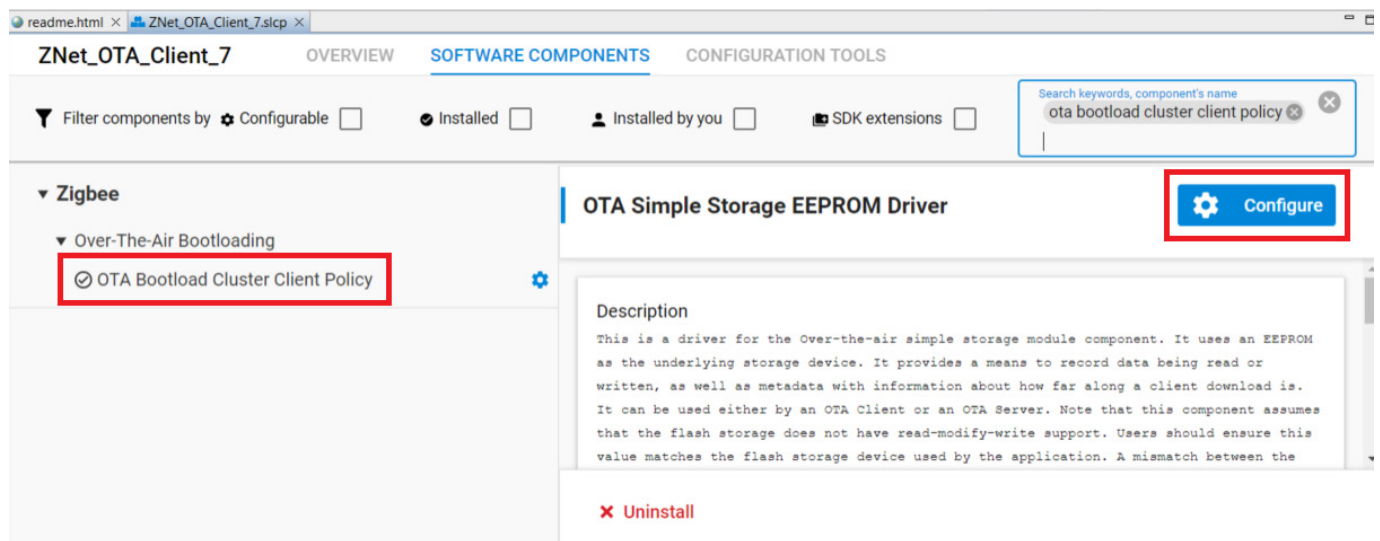 readme.html
ZNet_OTA_Client_7.slcp
ZNet_OTA_Client_7
OVERVIEW
SOFTWARE COMPONENTS
CONFIGURATION TOOLS
Filter components by
Configurable
Installed
Installed by you
SDK extensions
Search keywords, component's name
ota bootload cluster client policy
Zigbee
Over-The-Air Bootloading
OTA Bootload Cluster Client Policy
OTA Simple Storage EEPROM Driver
Configure
Description
This is a driver for the Over-the-air simple storage module component. It uses an EEPROM
as the underlying storage device. It provides a means to record data being read or
written, as well as metadata with information about how far along a client download is.
It can be used either by an OTA Client or an OTA Server. Note that this component assumes
that the flash storage does not have read-modify-write support. Users should ensure this
value matches the flash storage device used by the application. A mismatch between the
Uninstall